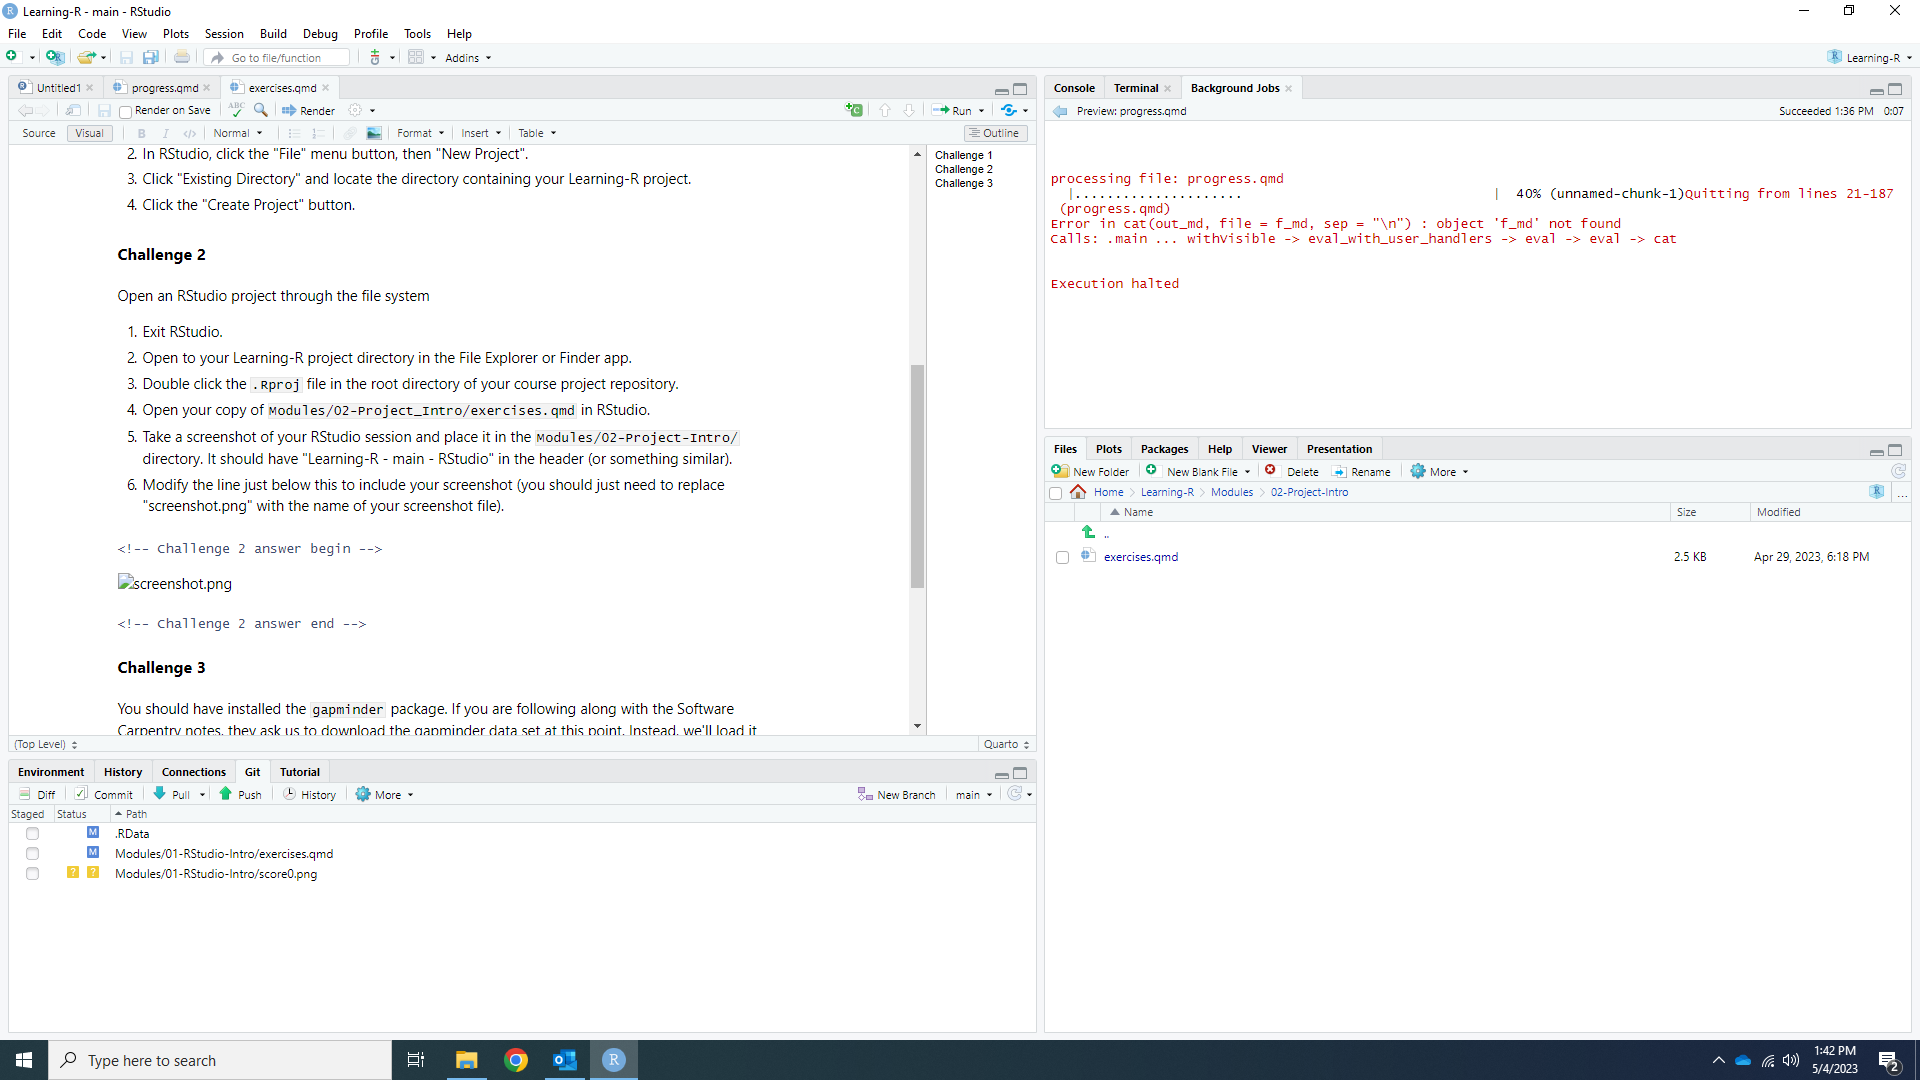 Learning-R - main - RStudio
File Edit Code View Plots Session Build Debug Profile Tools Help
Go to file/function Addins Learning-R
Untitled1 progress.qmd exercises.qmd
Render on Save ABC Render Run
Source Visual B I </> Normal Format Insert Table Outline
2. In RStudio, click the "File" menu button, then "New Project".
3. Click "Existing Directory" and locate the directory containing your Learning-R project.
4. Click the "Create Project" button.
Challenge 2
Open an RStudio project through the file system
1. Exit RStudio.
2. Open to your Learning-R project directory in the File Explorer or Finder app.
3. Double click the .Rproj file in the root directory of your course project repository.
4. Open your copy of Modules/02-Project_Intro/exercises.qmd in RStudio.
5. Take a screenshot of your RStudio session and place it in the Modules/02-Project-Intro/
directory. It should have "Learning-R - main - RStudio" in the header (or something similar).
6. Modify the line just below this to include your screenshot (you should just need to replace
"screenshot.png" with the name of your screenshot file).
<!-- Challenge 2 answer begin -->
screenshot.png
<!-- Challenge 2 answer end -->
Challenge 3
You should have installed the gapminder package. If you are following along with the Software
Carpentry notes, they ask us to download the gapminder data set at this point. Instead, we'll load it
Challenge 1
Challenge 2
Challenge 3
(Top Level) Quarto
Environment History Connections Git Tutorial
Diff Commit Pull Push History More New Branch main
Staged Status Path
M .RData
M Modules/01-RStudio-Intro/exercises.qmd
? ? Modules/01-RStudio-Intro/score0.png
Console Terminal Background Jobs
Preview: progress.qmd Succeeded 1:36 PM 0:07
processing file: progress.qmd
|..................... | 40% (unnamed-chunk-1)Quitting from lines 21-187
(progress.qmd)
Error in cat(out_md, file = f_md, sep = "\n") : object 'f_md' not found
Calls: .main ... withVisible -> eval_with_user_handlers -> eval -> eval -> cat
Execution halted
Files Plots Packages Help Viewer Presentation
New Folder New Blank File Delete Rename More
Home Learning-R Modules 02-Project-Intro ...
Name Size Modified
..
exercises.qmd 2.5 KB Apr 29, 2023, 6:18 PM
Type here to search
1:42 PM
5/4/2023
2